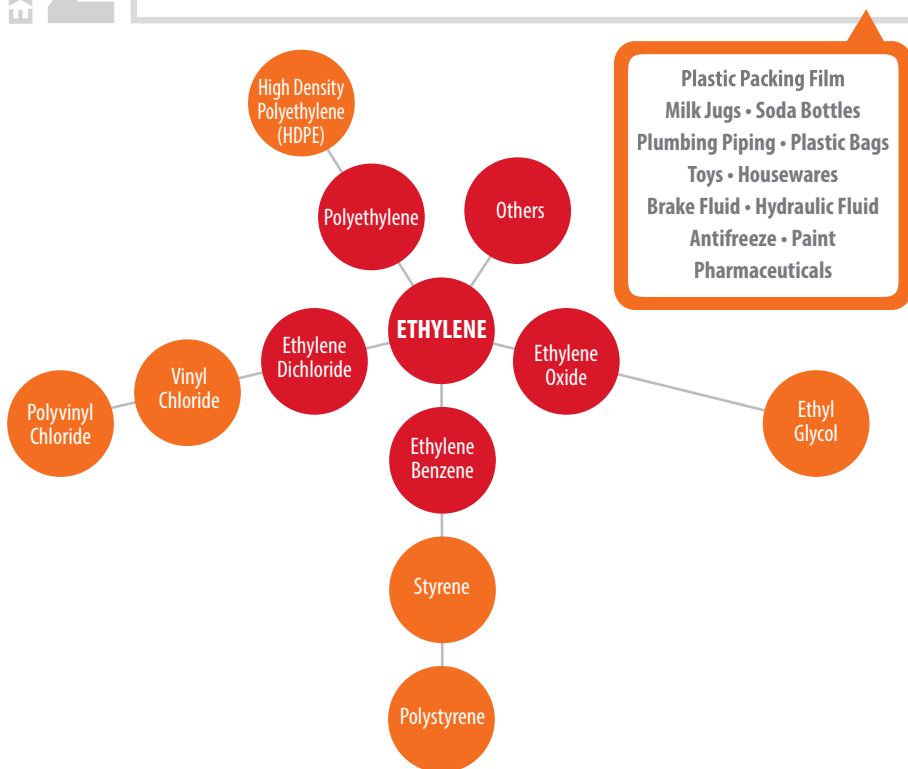 EX
2
High Density
Polyethylene
(HDPE)
Polyethylene
Others
Plastic Packing Film
Milk Jugs • Soda Bottles
Plumbing Piping • Plastic Bags
Toys • Housewares
Brake Fluid • Hydraulic Fluid
Antifreeze • Paint
Pharmaceuticals
ETHYLENE
Ethylene
Dichloride
Ethylene
Oxide
Vinyl
Chloride
Polyvinyl
Chloride
Ethyl
Glycol
Ethylene
Benzene
Styrene
Polystyrene